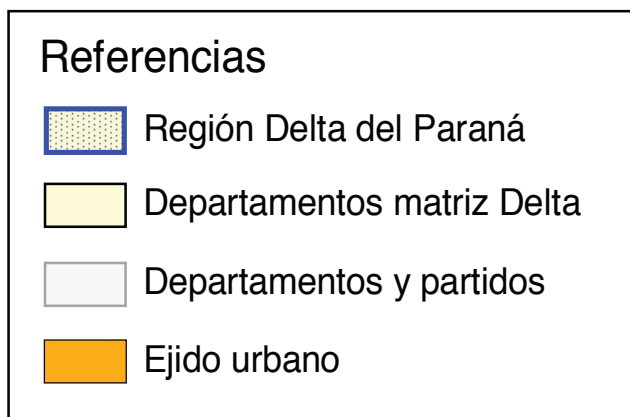 Referencias
Región Delta del Paraná
Departamentos matriz Delta
Departamentos y partidos
Ejido urbano